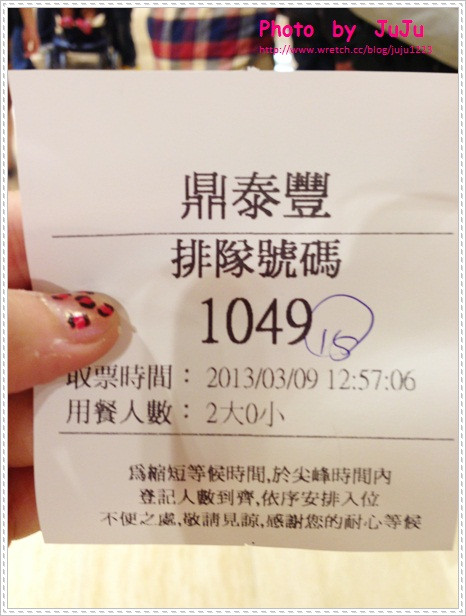 Photo by JuJu
http://www.wretch.cc/blog/juju1223
鼎泰豐
排隊號碼
1049 15
取票時間: 2013/03/09 12:57:06
用餐人數: 2大0小
為縮短等候時間,於尖峰時間內
登記人數到齊,依序安排入位
不便之處,敬請見諒,感謝您的耐心等候